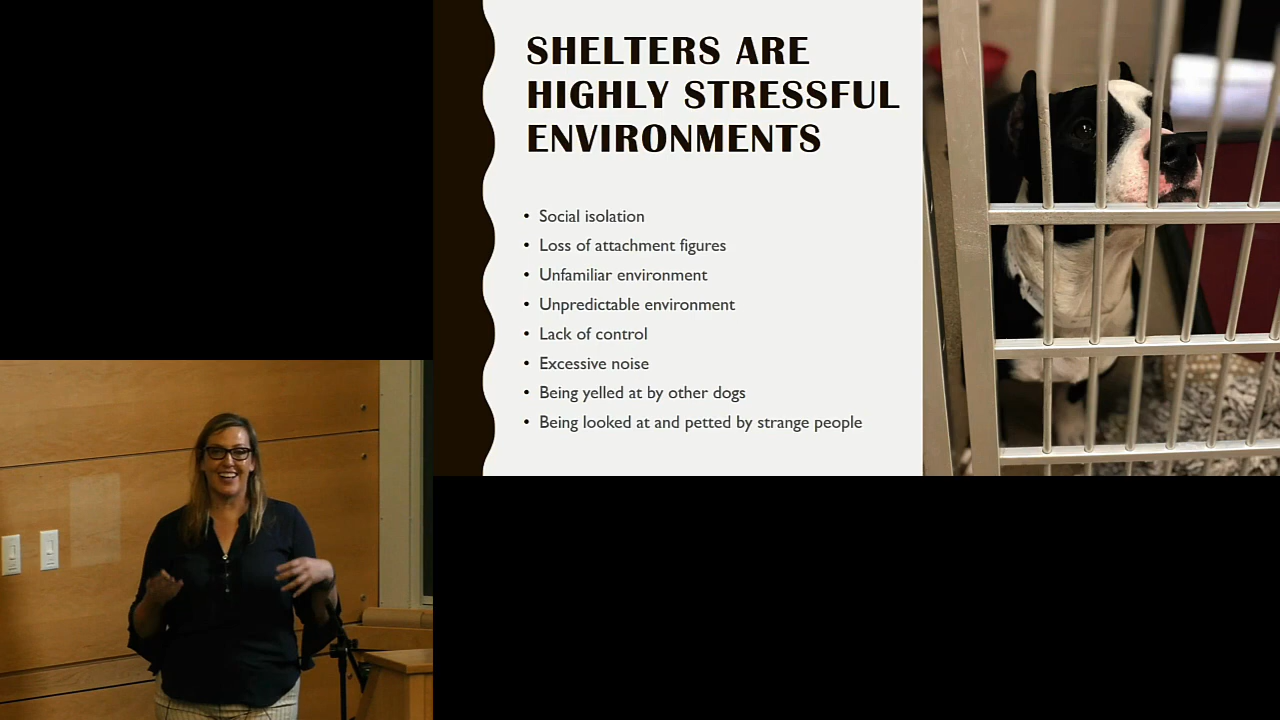 SHELTERS ARE
HIGHLY STRESSFUL
ENVIRONMENTS
• Social isolation
• Loss of attachment figures
• Unfamiliar environment
• Unpredictable environment
• Lack of control
• Excessive noise
• Being yelled at by other dogs
• Being looked at and petted by strange people